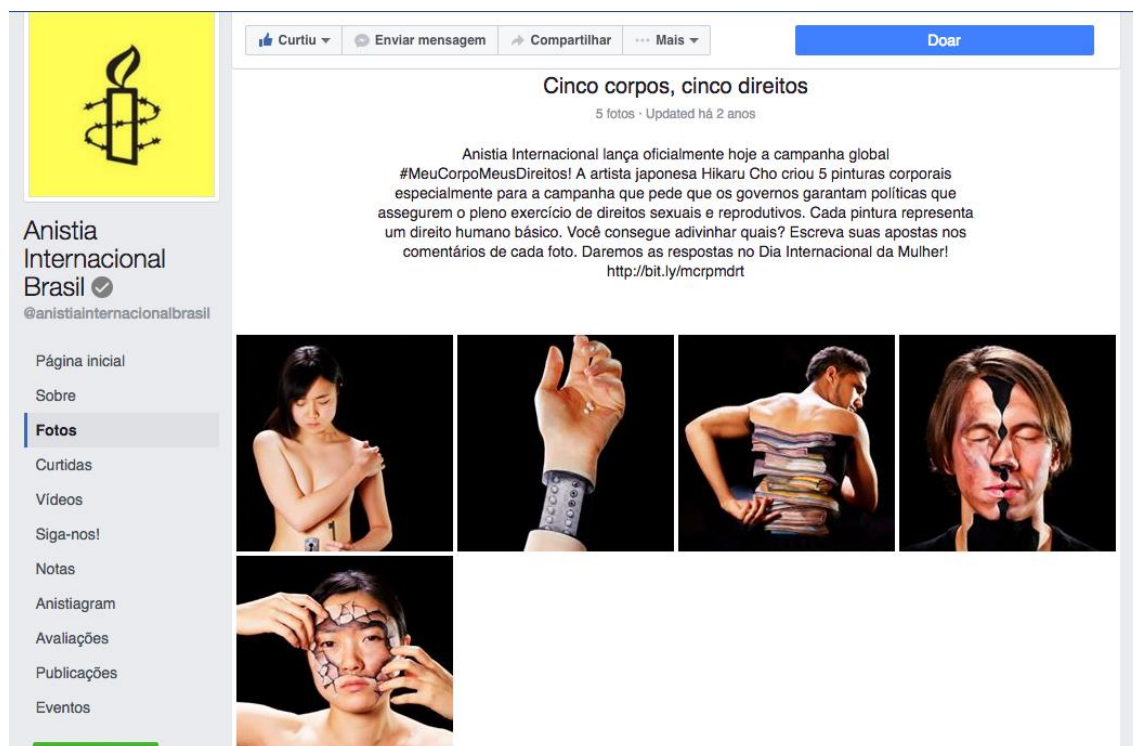 Curtiu
Enviar mensagem
Compartilhar
Mais
Doar
Cinco corpos, cinco direitos
5 fotos · Updated há 2 anos
Anistia Internacional lança oficialmente hoje a campanha global
#MeuCorpoMeusDireitos! A artista japonesa Hikaru Cho criou 5 pinturas corporais
especialmente para a campanha que pede que os governos garantam políticas que
assegurem o pleno exercício de direitos sexuais e reprodutivos. Cada pintura representa
um direito humano básico. Você consegue adivinhar quais? Escreva suas apostas nos
comentários de cada foto. Daremos as respostas no Dia Internacional da Mulher!
http://bit.ly/mcrpmdrt
Anistia
Internacional
Brasil
@anistiainternacionalbrasil
Página inicial
Sobre
Fotos
Curtidas
Vídeos
Siga-nos!
Notas
Anistiagram
Avaliações
Publicações
Eventos